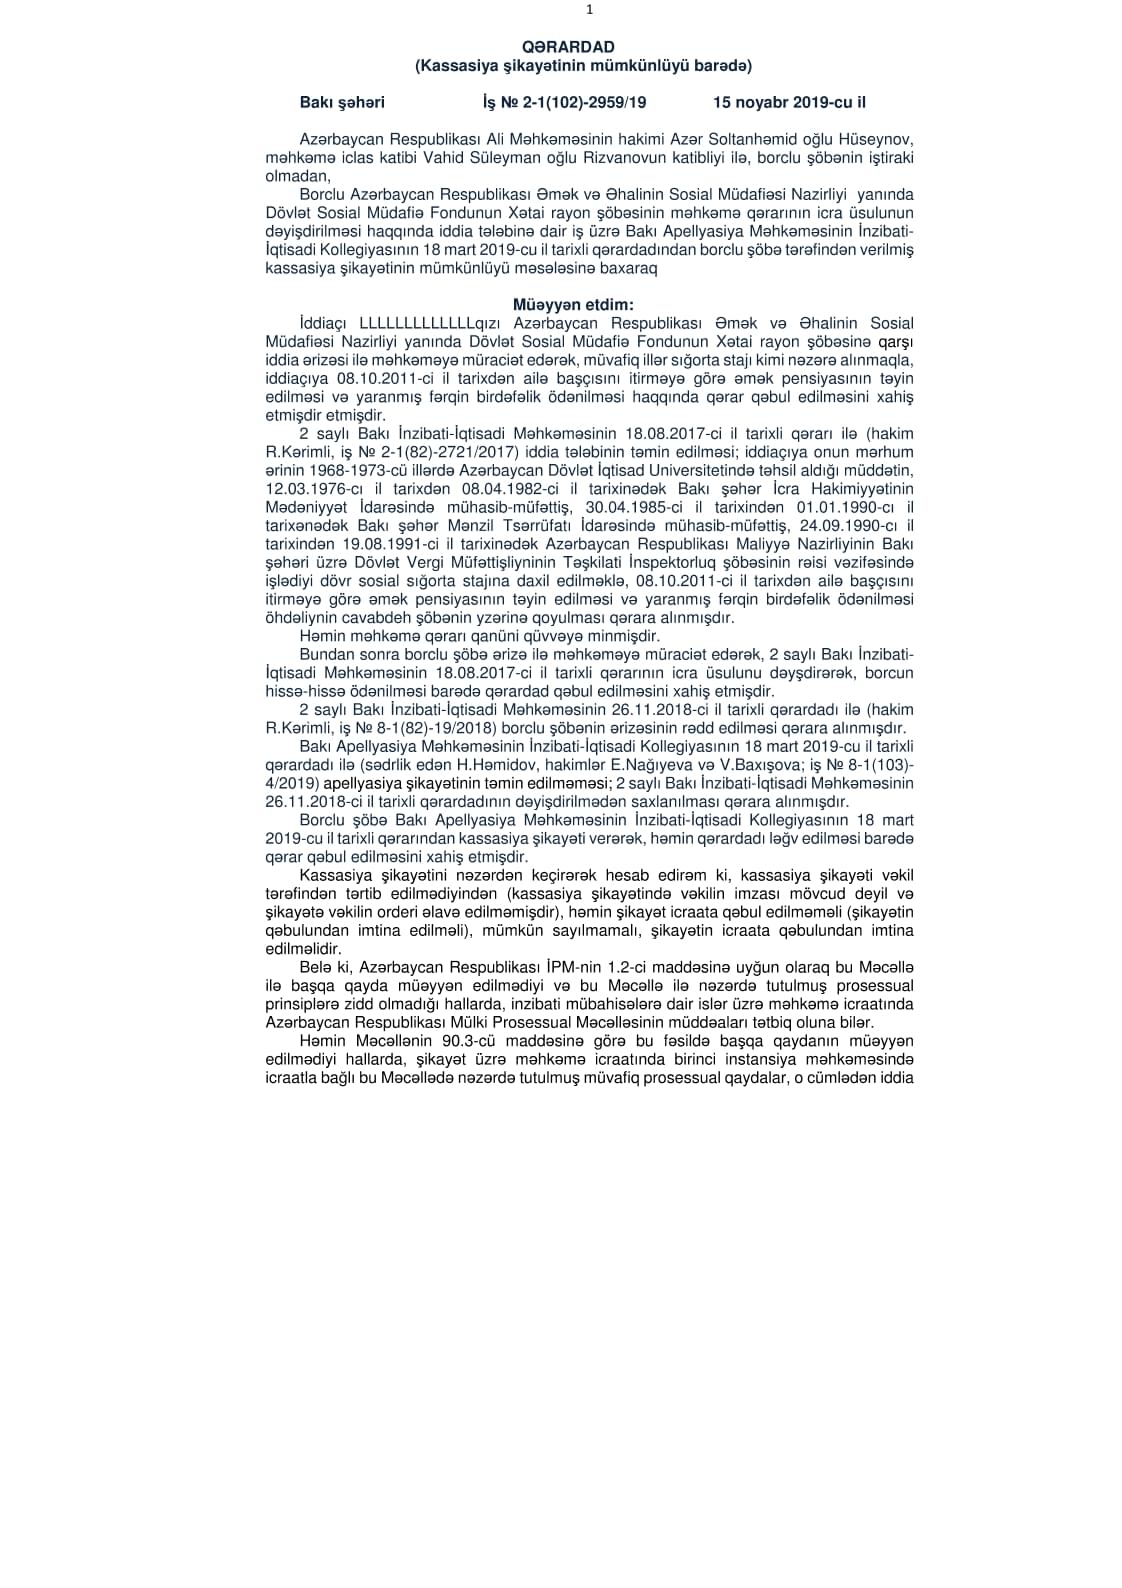 1
QƏRARDAD
(Kassasiya şikayətinin mümkünlüyü barədə)
Bakı şəhəri İş № 2-1(102)-2959/19 15 noyabr 2019-cu il
Azərbaycan Respublikası Ali Məhkəməsinin hakimi Azər Soltanhəmid oğlu Hüseynov,
məhkəmə iclas katibi Vahid Süleyman oğlu Rizvanovun katibliyi ilə, borclu şöbənin iştiraki
olmadan,
Borclu Azərbaycan Respublikası Əmək və Əhalinin Sosial Müdafiəsi Nazirliyi yanında
Dövlət Sosial Müdafiə Fondunun Xətai rayon şöbəsinin məhkəmə qərarının icra üsulunun
dəyişdirilməsi haqqında iddia tələbinə dair iş üzrə Bakı Apellyasiya Məhkəməsinin İnzibati-
İqtisadi Kollegiyasının 18 mart 2019-cu il tarixli qərardadından borclu şöbə tərəfindən verilmiş
kassasiya şikayətinin mümkünlüyü məsələsinə baxaraq
Müəyyən etdim:
İddiaçı LLLLLLLLLLLLLqızı Azərbaycan Respublikası Əmək və Əhalinin Sosial
Müdafiəsi Nazirliyi yanında Dövlət Sosial Müdafiə Fondunun Xətai rayon şöbəsinə qarşı
iddia ərizəsi ilə məhkəməyə müraciət edərək, müvafiq illər sığorta stajı kimi nəzərə alınmaqla,
iddiaçıya 08.10.2011-ci il tarixdən ailə başçısını itirməyə görə əmək pensiyasının təyin
edilməsi və yaranmış fərqin birdəfəlik ödənilməsi haqqında qərar qəbul edilməsini xahiş
etmişdir etmişdir.
2 saylı Bakı İnzibati-İqtisadi Məhkəməsinin 18.08.2017-ci il tarixli qərarı ilə (hakim
R.Kərimli, iş № 2-1(82)-2721/2017) iddia tələbinin təmin edilməsi; iddiaçıya onun mərhum
ərinin 1968-1973-cü illərdə Azərbaycan Dövlət İqtisad Universitetində təhsil aldığı müddətin,
12.03.1976-cı il tarixdən 08.04.1982-ci il tarixinədək Bakı şəhər İcra Hakimiyyətinin
Mədəniyyət İdarəsində mühasib-müfəttiş, 30.04.1985-ci il tarixindən 01.01.1990-cı il
tarixənədək Bakı şəhər Mənzil Tsərrüfatı İdarəsində mühasib-müfəttiş, 24.09.1990-cı il
tarixindən 19.08.1991-ci il tarixinədək Azərbaycan Respublikası Maliyyə Nazirliyinin Bakı
şəhəri üzrə Dövlət Vergi Müfəttişliyninin Təşkilati İnspektorluq şöbəsinin rəisi vəzifəsində
işlədiyi dövr sosial sığorta stajına daxil edilməklə, 08.10.2011-ci il tarixdən ailə başçısını
itirməyə görə əmək pensiyasının təyin edilməsi və yaranmış fərqin birdəfəlik ödənilməsi
öhdəliynin cavabdeh şöbənin yzərinə qoyulması qərara alınmışdır.
Həmin məhkəmə qərarı qanüni qüvvəyə minmişdir.
Bundan sonra borclu şöbə ərizə ilə məhkəməyə müraciət edərək, 2 saylı Bakı İnzibati-
İqtisadi Məhkəməsinin 18.08.2017-ci il tarixli qərarının icra üsulunu dəyşdirərək, borcun
hissə-hissə ödənilməsi barədə qərardad qəbul edilməsini xahiş etmişdir.
2 saylı Bakı İnzibati-İqtisadi Məhkəməsinin 26.11.2018-ci il tarixli qərardadı ilə (hakim
R.Kərimli, iş № 8-1(82)-19/2018) borclu şöbənin ərizəsinin rədd edilməsi qərara alınmışdır.
Bakı Apellyasiya Məhkəməsinin İnzibati-İqtisadi Kollegiyasının 18 mart 2019-cu il tarixli
qərardadı ilə (sədrlik edən H.Həmidov, hakimlər E.Nağıyeva və V.Baxışova; iş № 8-1(103)-
4/2019) apellyasiya şikayətinin təmin edilməməsi; 2 saylı Bakı İnzibati-İqtisadi Məhkəməsinin
26.11.2018-ci il tarixli qərardadının dəyişdirilmədən saxlanılması qərara alınmışdır.
Borclu şöbə Bakı Apellyasiya Məhkəməsinin İnzibati-İqtisadi Kollegiyasının 18 mart
2019-cu il tarixli qərarından kassasiya şikayəti verərək, həmin qərardadı ləğv edilməsi barədə
qərar qəbul edilməsini xahiş etmişdir.
Kassasiya şikayətini nəzərdən keçirərək hesab edirəm ki, kassasiya şikayəti vəkil
tərəfindən tərtib edilmədiyindən (kassasiya şikayətində vəkilin imzası mövcud deyil və
şikayətə vəkilin orderi əlavə edilməmişdir), həmin şikayət icraata qəbul edilməməli (şikayətin
qəbulundan imtina edilməli), mümkün sayılmamalı, şikayətin icraata qəbulundan imtina
edilməlidir.
Belə ki, Azərbaycan Respublikası İPM-nin 1.2-ci maddəsinə uyğun olaraq bu Məcəllə
ilə başqa qayda müəyyən edilmədiyi və bu Məcəllə ilə nəzərdə tutulmuş prosessual
prinsiplərə zidd olmadığı hallarda, inzibati mübahisələrə dair islər üzrə məhkəmə icraatında
Azərbaycan Respublikası Mülki Prosessual Məcəlləsinin müddəaları tətbiq oluna bilər.
Həmin Məcəllənin 90.3-cü maddəsinə görə bu fəsildə başqa qaydanın müəyyən
edilmədiyi hallarda, şikayət üzrə məhkəmə icraatında birinci instansiya məhkəməsində
icraatla bağlı bu Məcəllədə nəzərdə tutulmuş müvafiq prosessual qaydalar, o cümlədən iddia